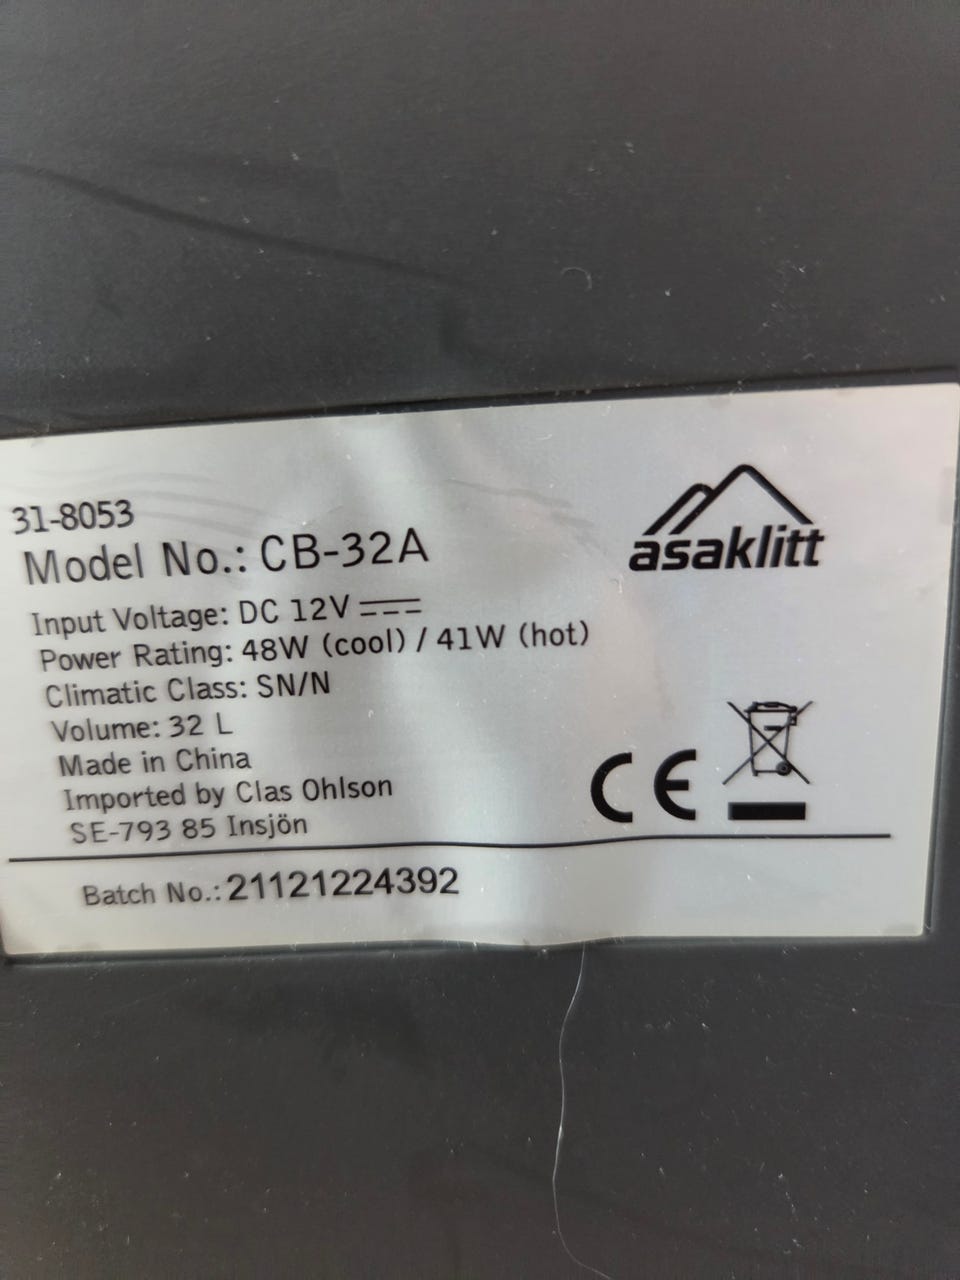 31-8053
Model No.: CB-32A
asaklitt
Input Voltage: DC 12V
Power Rating: 48W (cool) / 41W (hot)
Climatic Class: SN/N
Volume: 32 L
Made in China
Imported by Clas Ohlson
SE-793 85 Insjön
CE
Batch No.: 21121224392